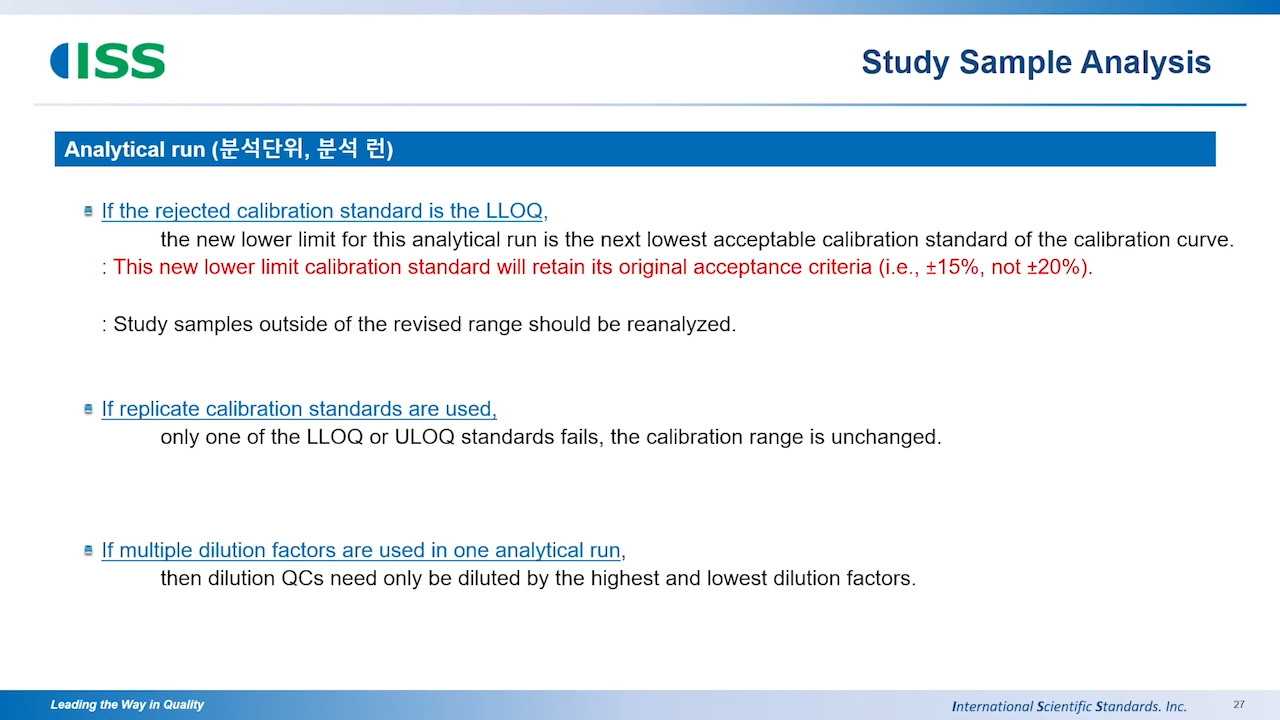 ISS
Study Sample Analysis
Analytical run (분석단위, 분석 런)
If the rejected calibration standard is the LLOQ,
the new lower limit for this analytical run is the next lowest acceptable calibration standard of the calibration curve.
: This new lower limit calibration standard will retain its original acceptance criteria (i.e., ±15%, not ±20%).
: Study samples outside of the revised range should be reanalyzed.
If replicate calibration standards are used,
only one of the LLOQ or ULOQ standards fails, the calibration range is unchanged.
If multiple dilution factors are used in one analytical run,
then dilution QCs need only be diluted by the highest and lowest dilution factors.
Leading the Way in Quality
International Scientific Standards. Inc.
27